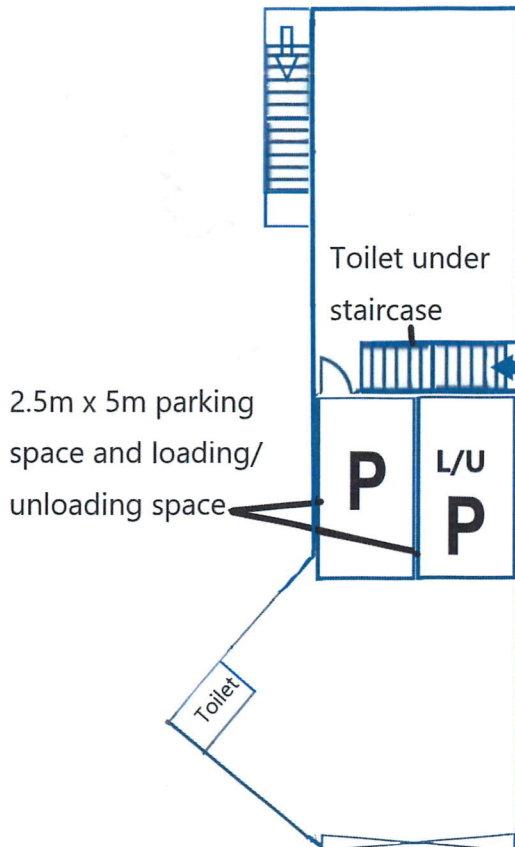 Toilet under
staircase
2.5m x 5m parking
space and loading/
unloading space
P
L/U
P
Toilet